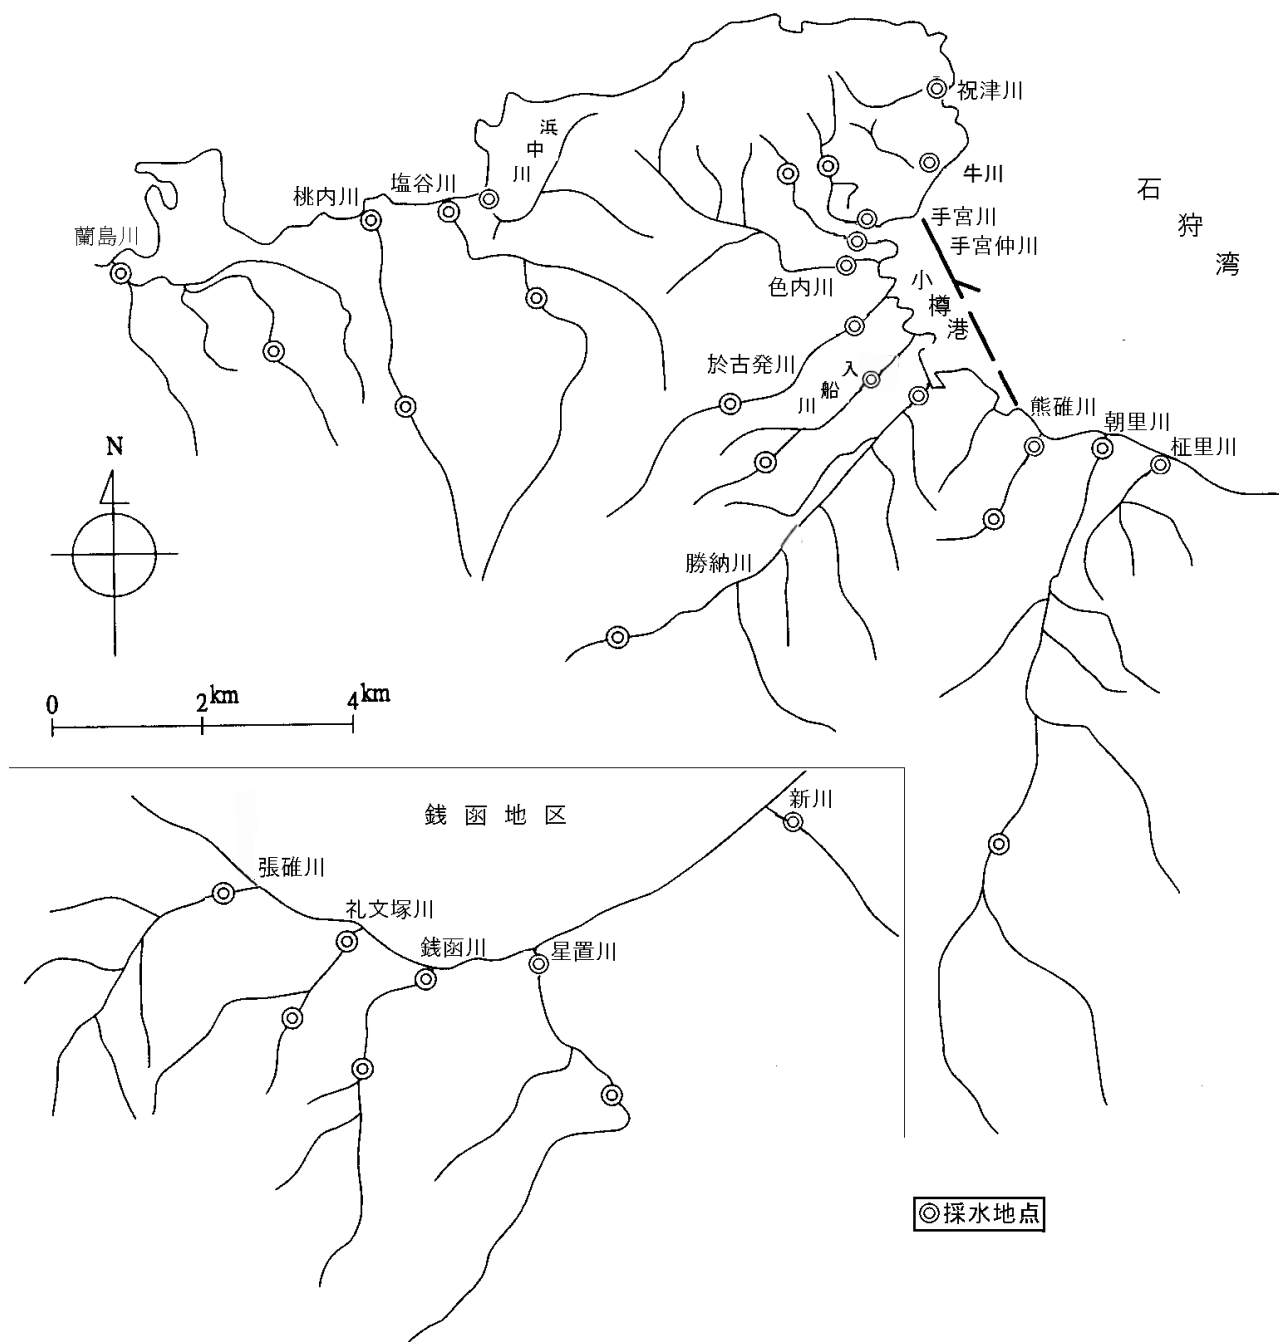 祝津川
浜中川
塩谷川
桃内川
牛川
石狩湾
蘭島川
手宮川
手宮仲川
色内川
小樽港
於古発川
入船川
熊碓川
朝里川
柾里川
N
勝納川
0 2km 4km
銭函地区
新川
張碓川
礼文塚川
銭函川
星置川
◎採水地点